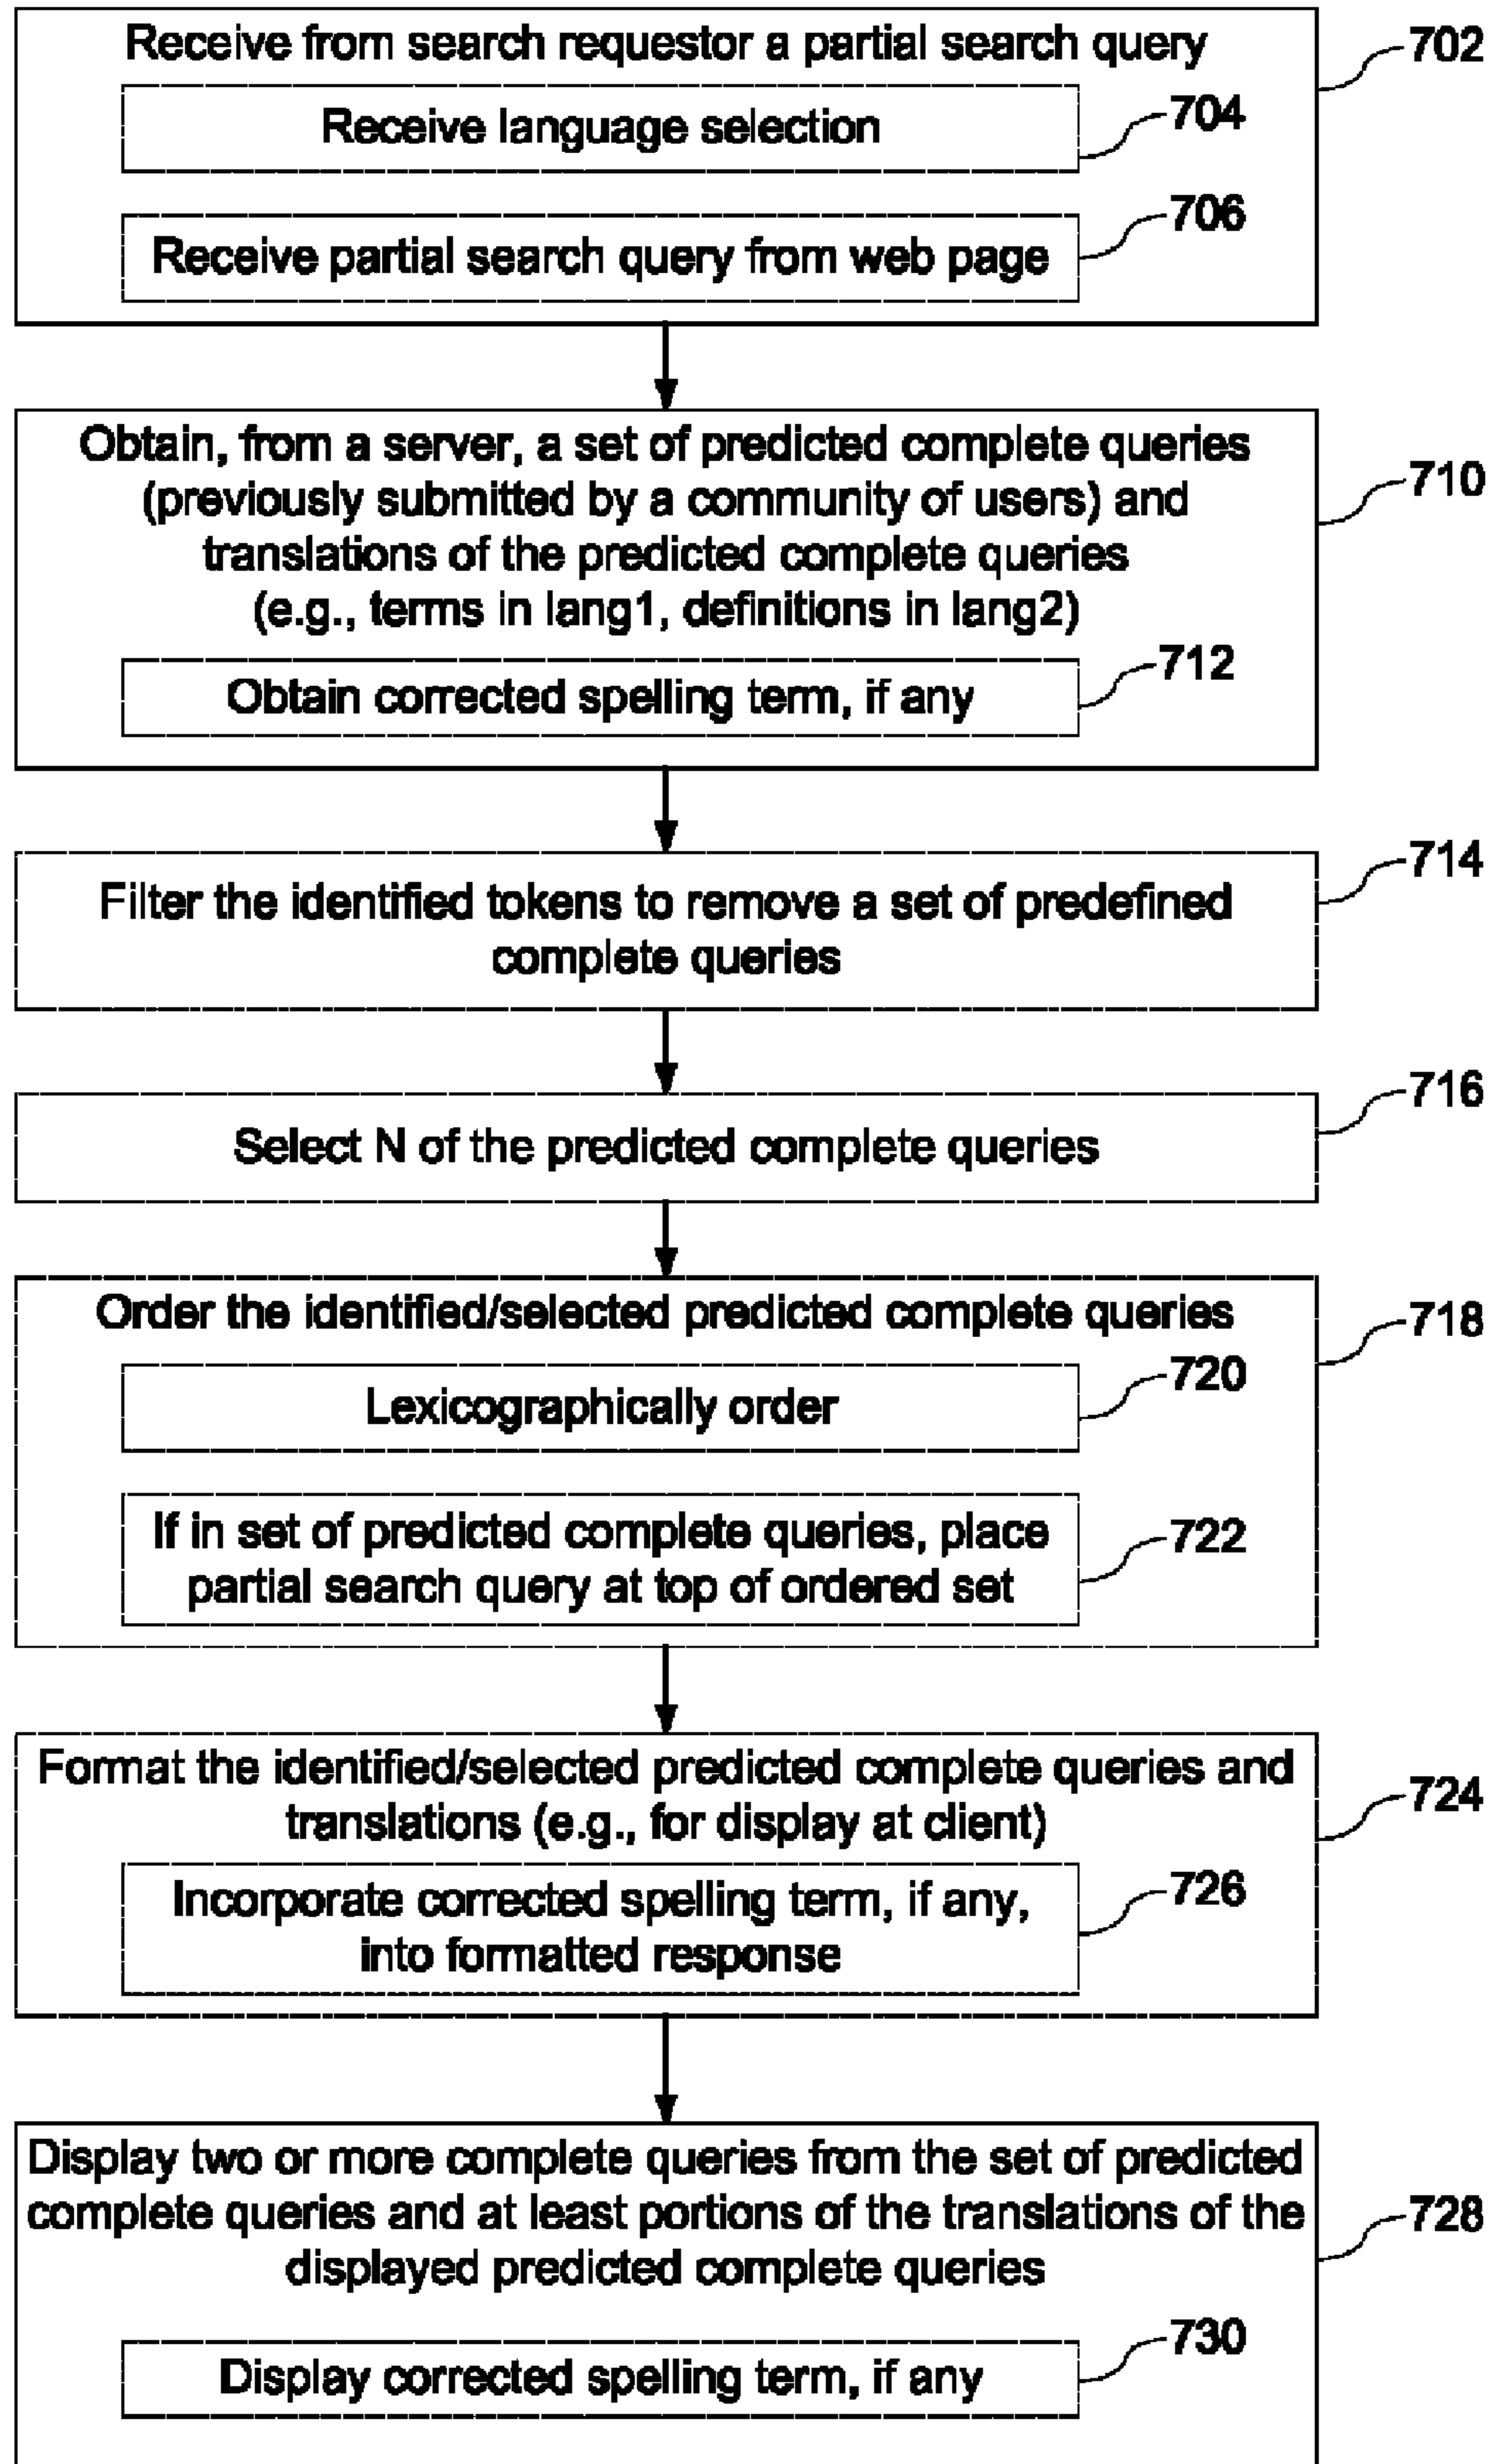 Receive from search requestor a partial search query
702
Receive language selection
704
Receive partial search query from web page
706
Obtain, from a server, a set of predicted complete queries
(previously submitted by a community of users) and
translations of the predicted complete queries
(e.g., terms in lang1, definitions in lang2)
710
Obtain corrected spelling term, if any
712
Filter the identified tokens to remove a set of predefined
complete queries
714
Select N of the predicted complete queries
716
Order the identified/selected predicted complete queries
718
Lexicographically order
720
If in set of predicted complete queries, place
partial search query at top of ordered set
722
Format the identified/selected predicted complete queries and
translations (e.g., for display at client)
724
Incorporate corrected spelling term, if any,
into formatted response
726
Display two or more complete queries from the set of predicted
complete queries and at least portions of the translations of the
displayed predicted complete queries
728
Display corrected spelling term, if any
730